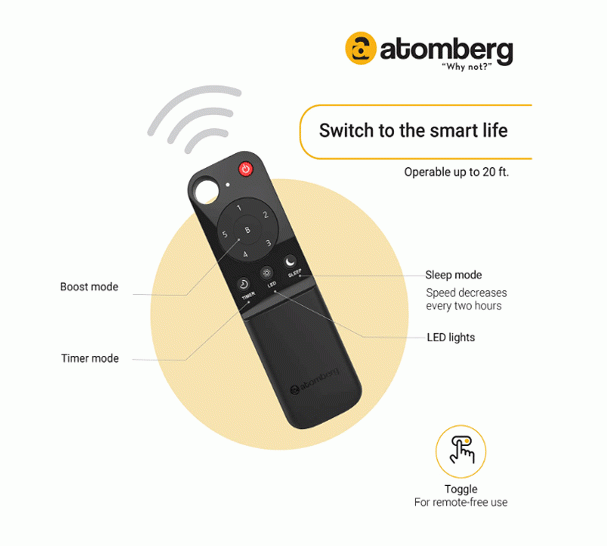 atomberg
"Why not?"
Switch to the smart life
Operable up to 20 ft.
1
2
5
B
3
4
TIMER
LED
SLEEP
Boost mode
Sleep mode
Speed decreases
every two hours
LED lights
Timer mode
atomberg
Toggle
For remote-free use